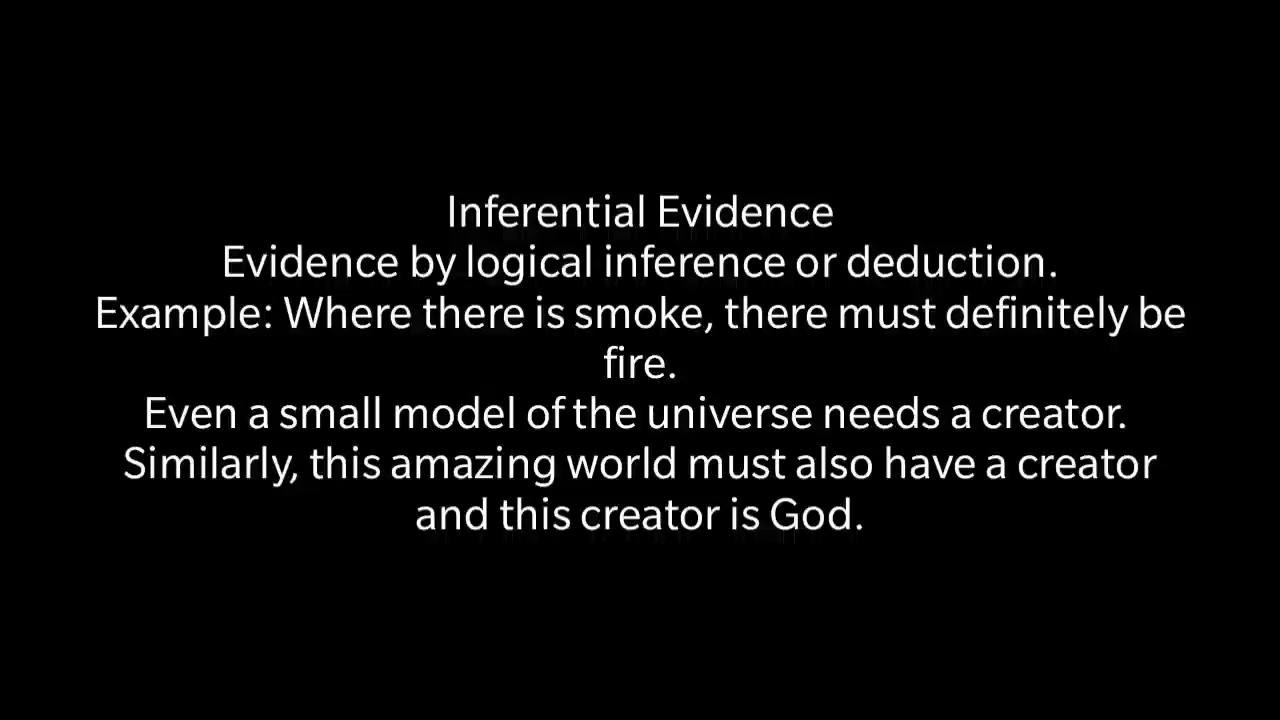 Inferential Evidence
Evidence by logical inference or deduction.
Example: Where there is smoke, there must definitely be
fire.
Even a small model of the universe needs a creator.
Similarly, this amazing world must also have a creator
and this creator is God.